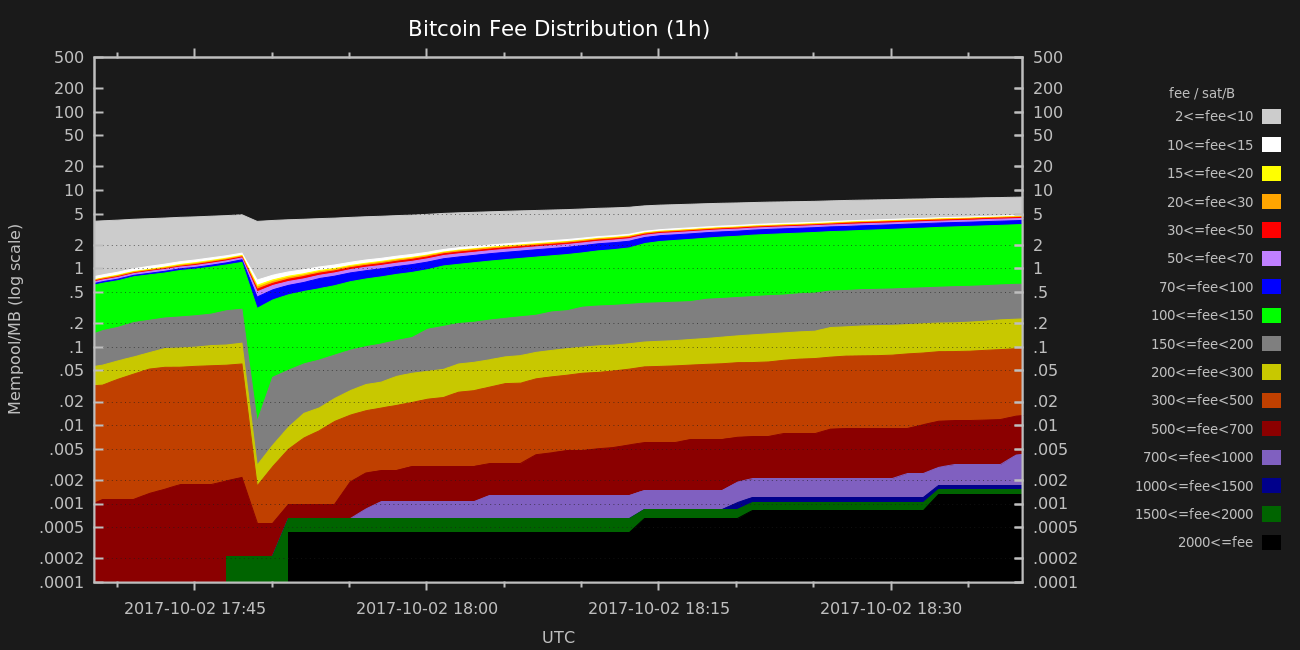 Bitcoin Fee Distribution (1h)
500 500
200 200
100 100
50 50
20 20
10 10
5 5
2 2
1 1
.5 .5
.2 .2
.1 .1
.05 .05
.02 .02
.01 .01
.005 .005
.002 .002
.001 .001
.0005 .0005
.0002 .0002
.0001 .0001
Mempool/MB (log scale)
2017-10-02 17:45 2017-10-02 18:00 2017-10-02 18:15 2017-10-02 18:30
UTC
fee / sat/B
2<=fee<10
10<=fee<15
15<=fee<20
20<=fee<30
30<=fee<50
50<=fee<70
70<=fee<100
100<=fee<150
150<=fee<200
200<=fee<300
300<=fee<500
500<=fee<700
700<=fee<1000
1000<=fee<1500
1500<=fee<2000
2000<=fee